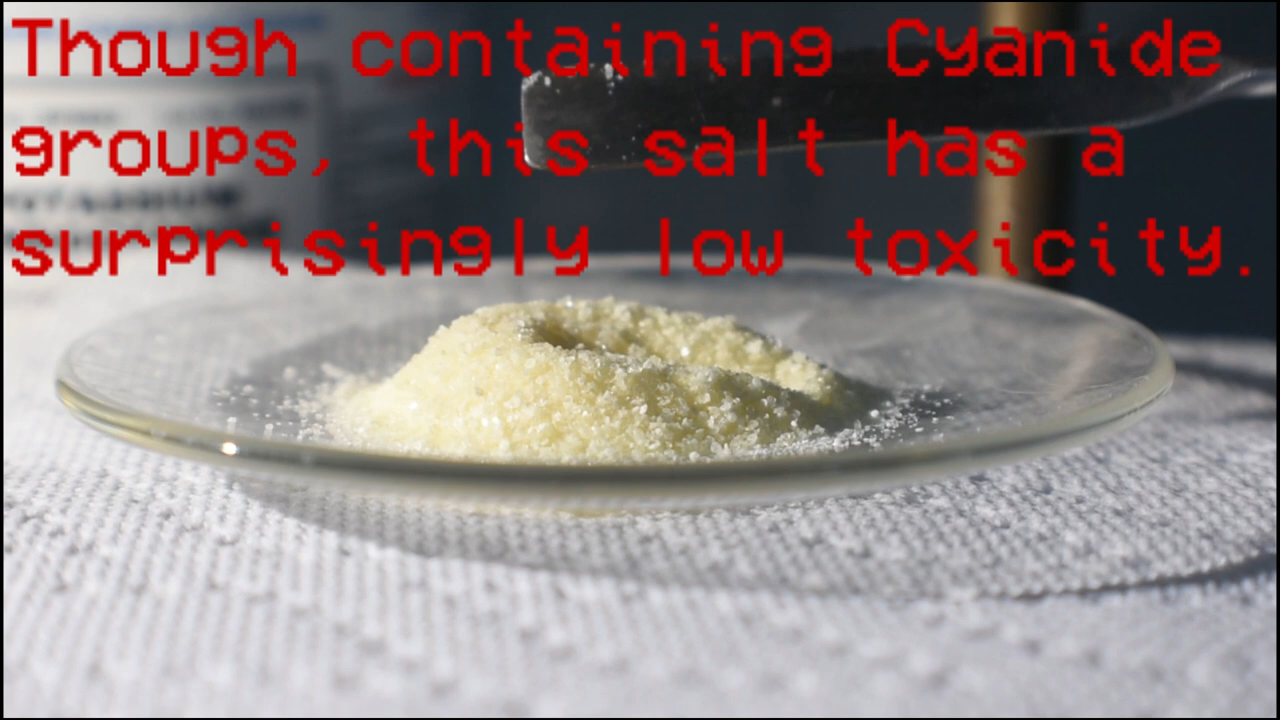 Though containing Cyanide
groups, this salt has a
surprisingly low toxicity.